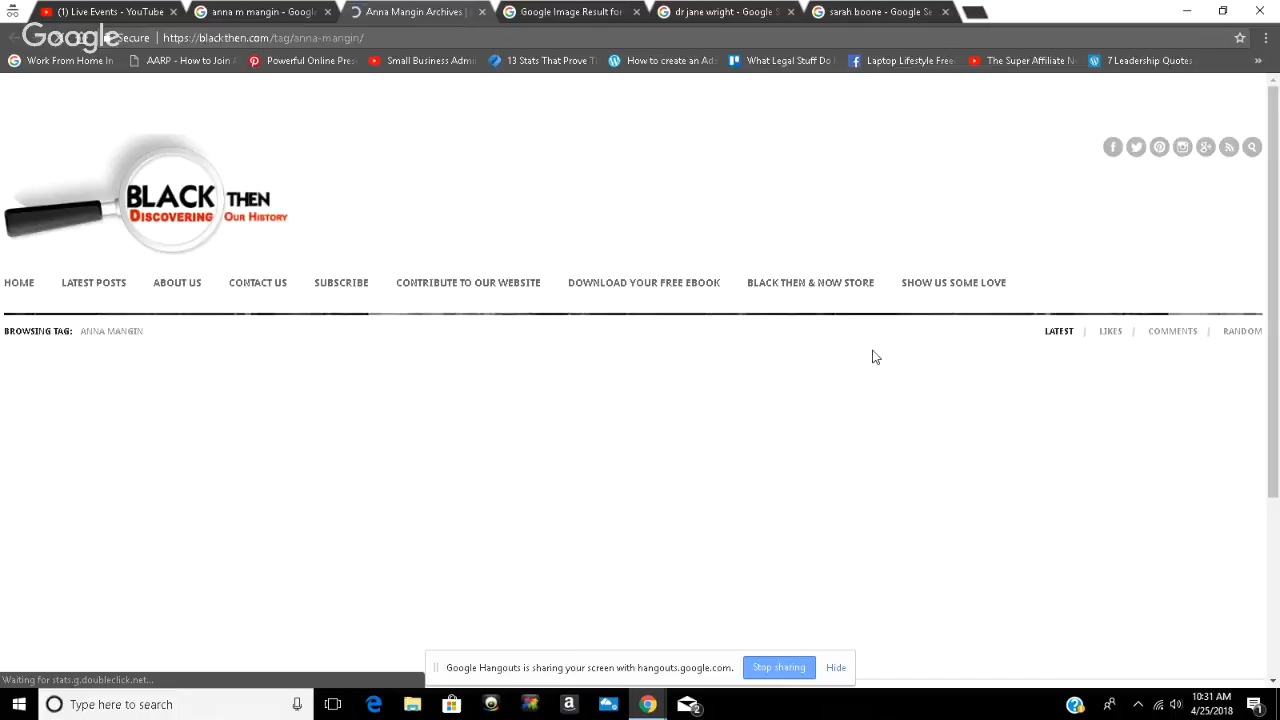 (1) Live Events - YouTube
anna m mangin - Google
Anna Mangin A
Google Image Result for
dr jane wright - Google S
sarah boone - Google Se
Google
Secure
https://blackthen.com/tag/anna-mangin/
Work From Home In
AARP - How to Join
Powerful Online Pres
Small Business Admi
13 Stats That Prove T
How to create an Ads
What Legal Stuff Do
Laptop Lifestyle Free
The Super Affiliate N
7 Leadership Quotes
BLACK THEN
DISCOVERING OUR HISTORY
HOME
LATEST POSTS
ABOUT US
CONTACT US
SUBSCRIBE
CONTRIBUTE TO OUR WEBSITE
DOWNLOAD YOUR FREE EBOOK
BLACK THEN & NOW STORE
SHOW US SOME LOVE
BROWSING TAG: ANNA MANGIN
LATEST | LIKES | COMMENTS | RANDOM
Google Hangouts is sharing your screen with hangouts.google.com.
Stop sharing
Hide
Waiting for stats.g.doubleclick.net...
Type here to search
10:31 AM
4/25/2018